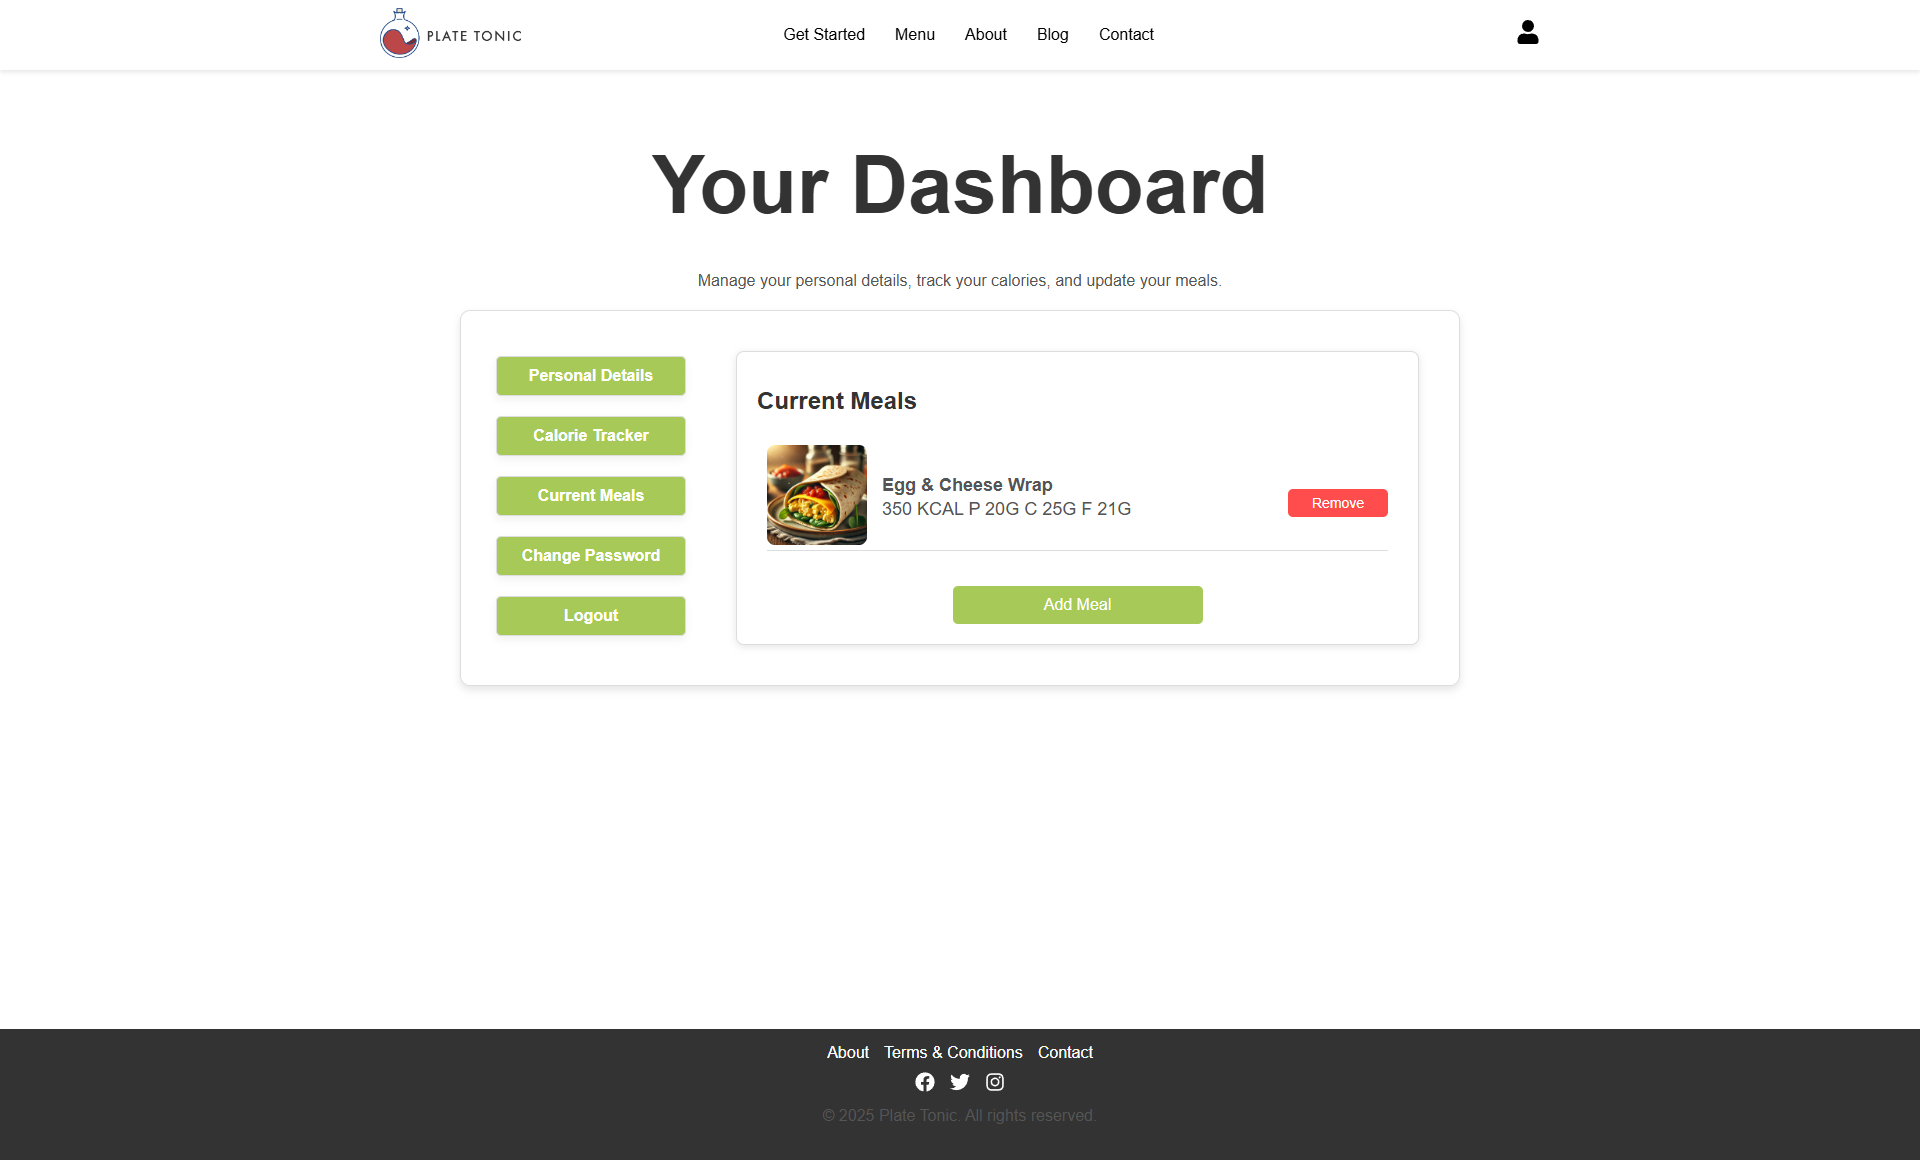 PLATE TONIC
Get Started Menu About Blog Contact
Your Dashboard
Manage your personal details, track your calories, and update your meals.
Personal Details
Calorie Tracker
Current Meals
Change Password
Logout
Current Meals
Egg & Cheese Wrap
350 KCAL P 20G C 25G F 21G
Remove
Add Meal
About Terms & Conditions Contact
© 2025 Plate Tonic. All rights reserved.